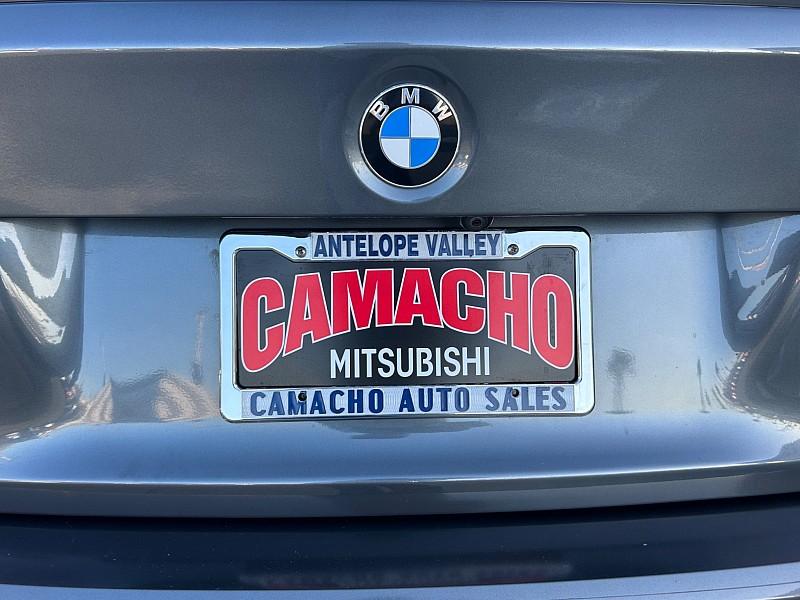 BMW
ANTELOPE VALLEY
CAMACHO
MITSUBISHI
CAMACHO AUTO SALES